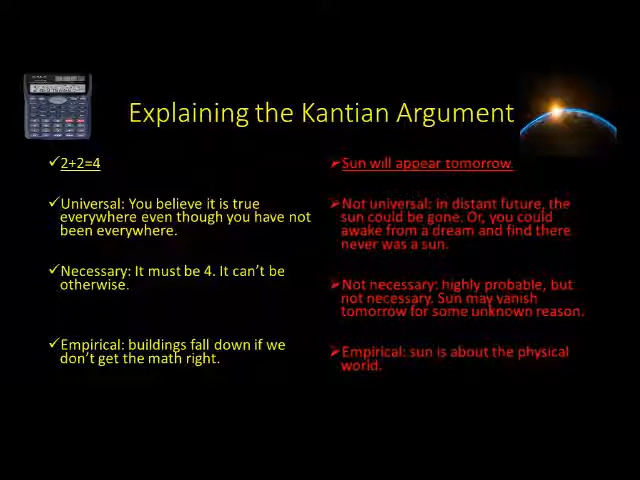 Explaining the Kantian Argument
✓2+2=4
✓Universal: You believe it is true
everywhere even though you have not
been everywhere.
✓Necessary: It must be 4. It can't be
otherwise.
✓Empirical: buildings fall down if we
don't get the math right.
➢Sun will appear tomorrow.
➢Not universal: in distant future, the
sun could be gone. Or, you could
awake from a dream and find there
never was a sun.
➢Not necessary: highly probable, but
not necessary. Sun may vanish
tomorrow for some unknown reason.
➢Empirical: sun is about the physical
world.